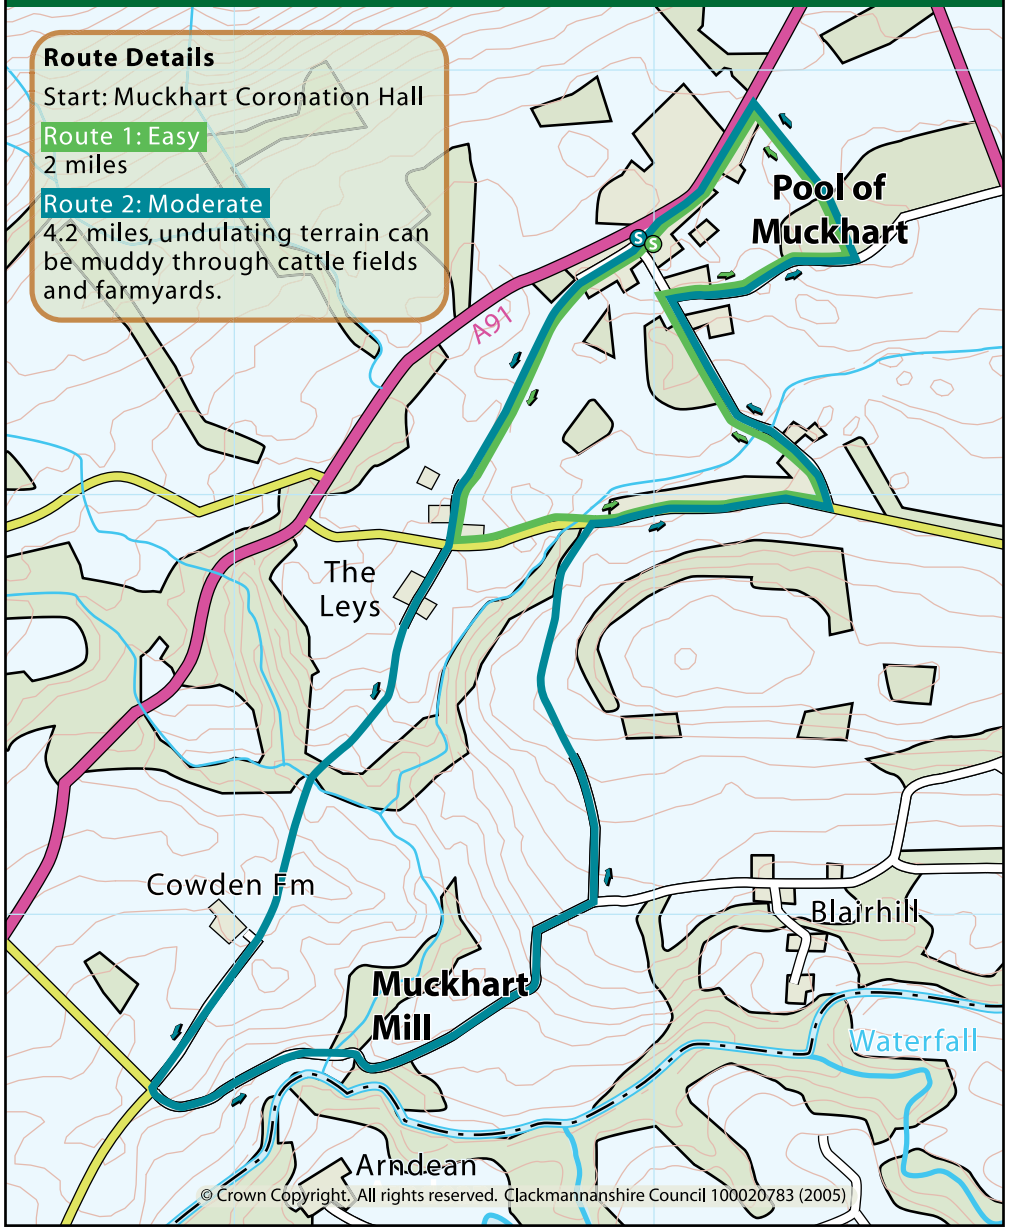 Route Details
Start: Muckhart Coronation Hall
Route 1: Easy
2 miles
Route 2: Moderate
4.2 miles, undulating terrain can
be muddy through cattle fields
and farmyards.
Pool of
Muckhart
S S
A91
The
Leys
Cowden Fm
Blairhill
Muckhart
Mill
Waterfall
Arndean
© Crown Copyright. All rights reserved. Clackmannanshire Council 100020783 (2005)